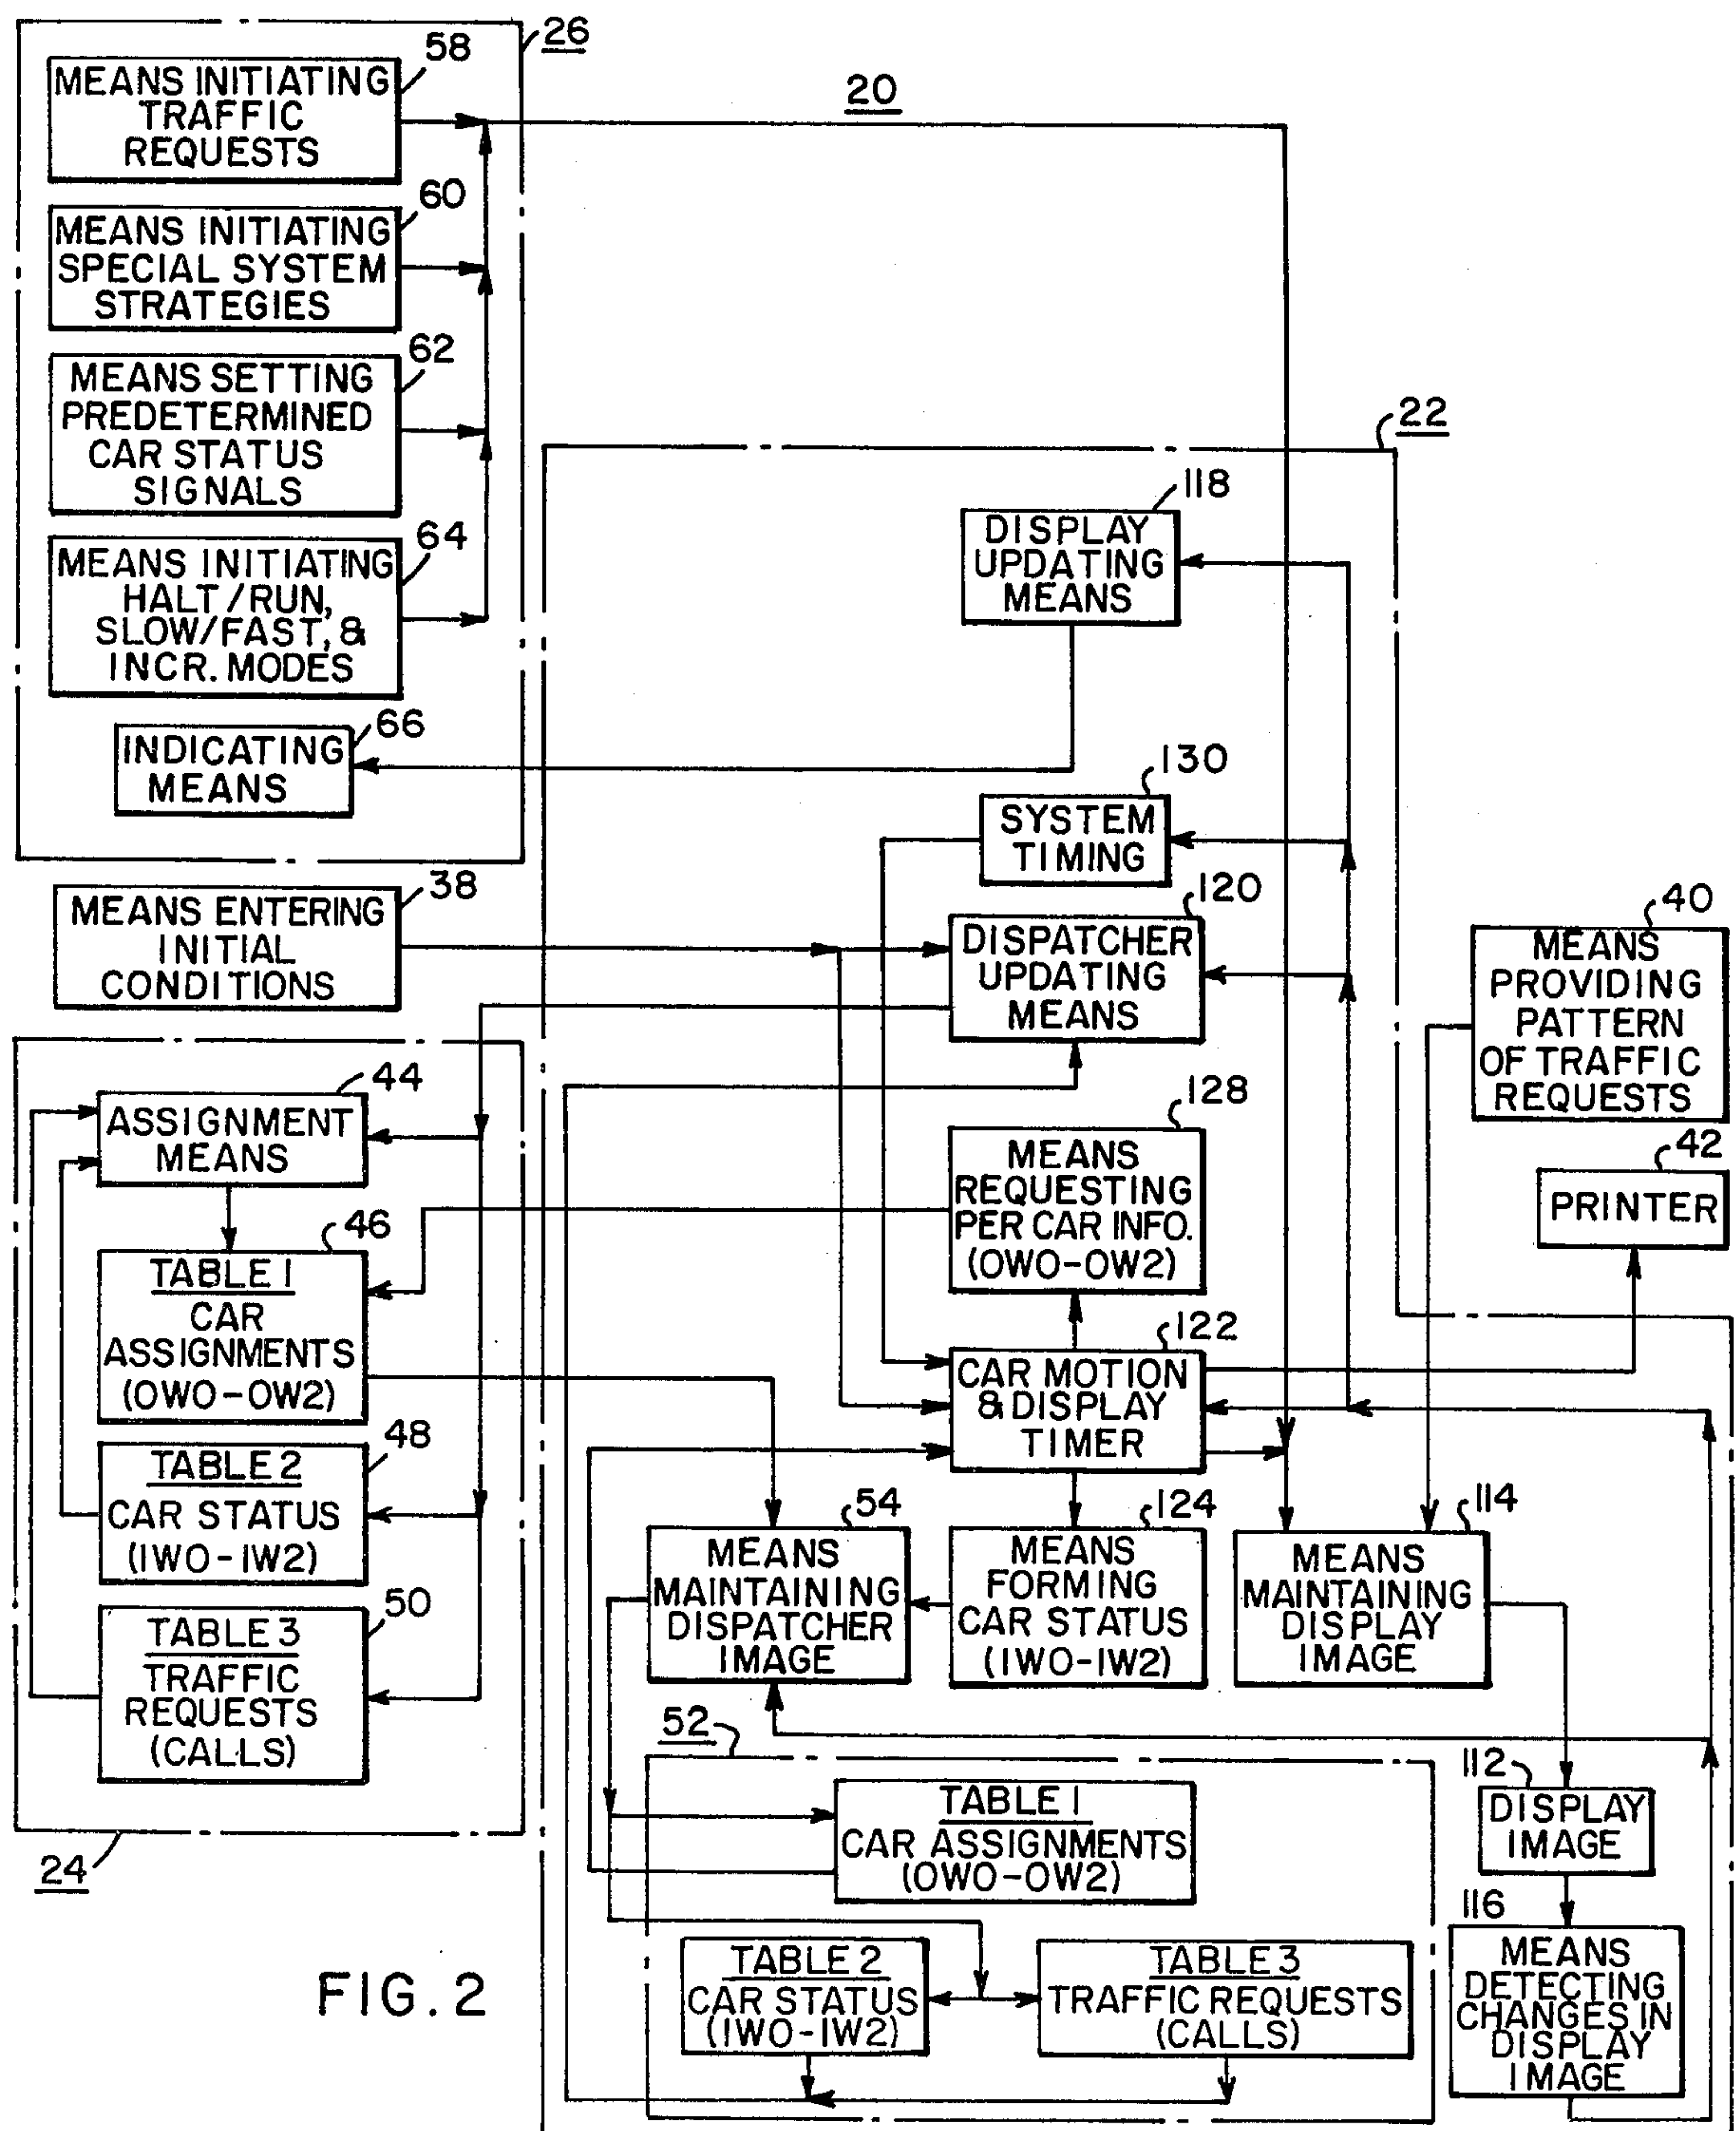 26
58
MEANS INITIATING
TRAFFIC
REQUESTS
20
60
MEANS INITIATING
SPECIAL SYSTEM
STRATEGIES
62
MEANS SETTING
PREDETERMINED
CAR STATUS
SIGNALS
64
MEANS INITIATING
HALT/RUN,
SLOW/FAST, &
INCR. MODES
66
INDICATING
MEANS
22
118
DISPLAY
UPDATING
MEANS
130
SYSTEM
TIMING
38
MEANS ENTERING
INITIAL
CONDITIONS
120
DISPATCHER
UPDATING
MEANS
40
MEANS
PROVIDING
PATTERN
OF TRAFFIC
REQUESTS
44
ASSIGNMENT
MEANS
128
MEANS
REQUESTING
PER CAR INFO.
(OWO-OW2)
42
PRINTER
46
TABLE 1
CAR
ASSIGNMENTS
(OWO-OW2)
122
CAR MOTION
& DISPLAY
TIMER
48
TABLE 2
CAR STATUS
(IWO-IW2)
54
MEANS
MAINTAINING
DISPATCHER
IMAGE
124
MEANS
FORMING
CAR STATUS
(IWO-IW2)
114
MEANS
MAINTAINING
DISPLAY
IMAGE
50
TABLE 3
TRAFFIC
REQUESTS
(CALLS)
24
52
TABLE 1
CAR ASSIGNMENTS
(OWO-OW2)
112
DISPLAY
IMAGE
TABLE 2
CAR STATUS
(IWO-IW2)
TABLE 3
TRAFFIC REQUESTS
(CALLS)
116
MEANS
DETECTING
CHANGES IN
DISPLAY
IMAGE
FIG. 2